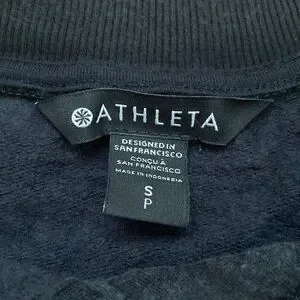 ATHLETA
DESIGNED IN
SAN FRANCISCO
CONÇU À
SAN FRANCISCO
MADE IN INDONESIA
S
P